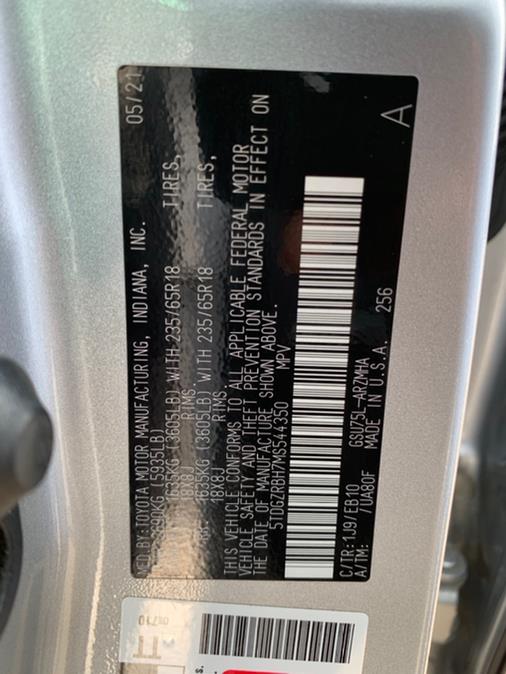 MFD.BY:TOYOTA MOTOR MANUFACTURING, INDIANA, INC. 05/21
2690KG ( 5935LB)
1635KG ( 3605LB) WITH 235/65R18 TIRES,
18X8J RIMS,
1635KG ( 3605LB) WITH 235/65R18 TIRES,
18X8J RIMS,
THIS VEHICLE CONFORMS TO ALL APPLICABLE FEDERAL MOTOR
VEHICLE SAFETY AND THEFT PREVENTION STANDARDS IN EFFECT ON
THE DATE OF MANUFACTURE SHOWN ABOVE.
5TDGZRBH7MS544350 MPV
C/TR:1J9/EB10 GSU75L-ARZMHA
A/TM: /UA80F MADE IN U.S.A. 256
A
TT